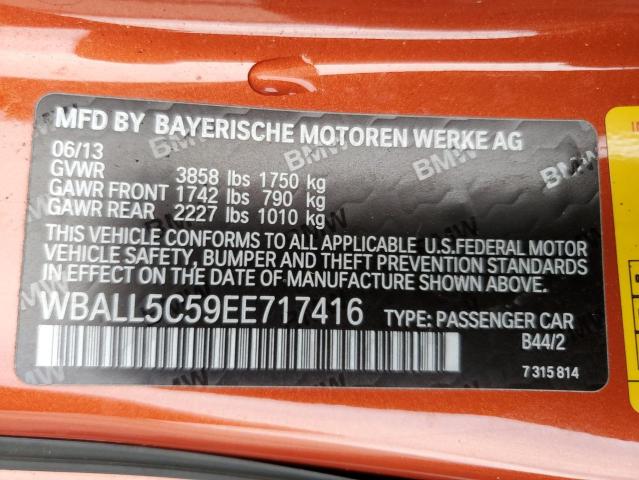 MFD BY BAYERISCHE MOTOREN WERKE AG
06/13
GVWR 3858 lbs 1750 kg
GAWR FRONT 1742 lbs 790 kg
GAWR REAR 2227 lbs 1010 kg
THIS VEHICLE CONFORMS TO ALL APPLICABLE U.S.FEDERAL MOTOR
VEHICLE SAFETY, BUMPER AND THEFT PREVENTION STANDARDS
IN EFFECT ON THE DATE OF MANUFACTURE SHOWN ABOVE.
WBALL5C59EE717416 TYPE: PASSENGER CAR
B44/2
7 315 814